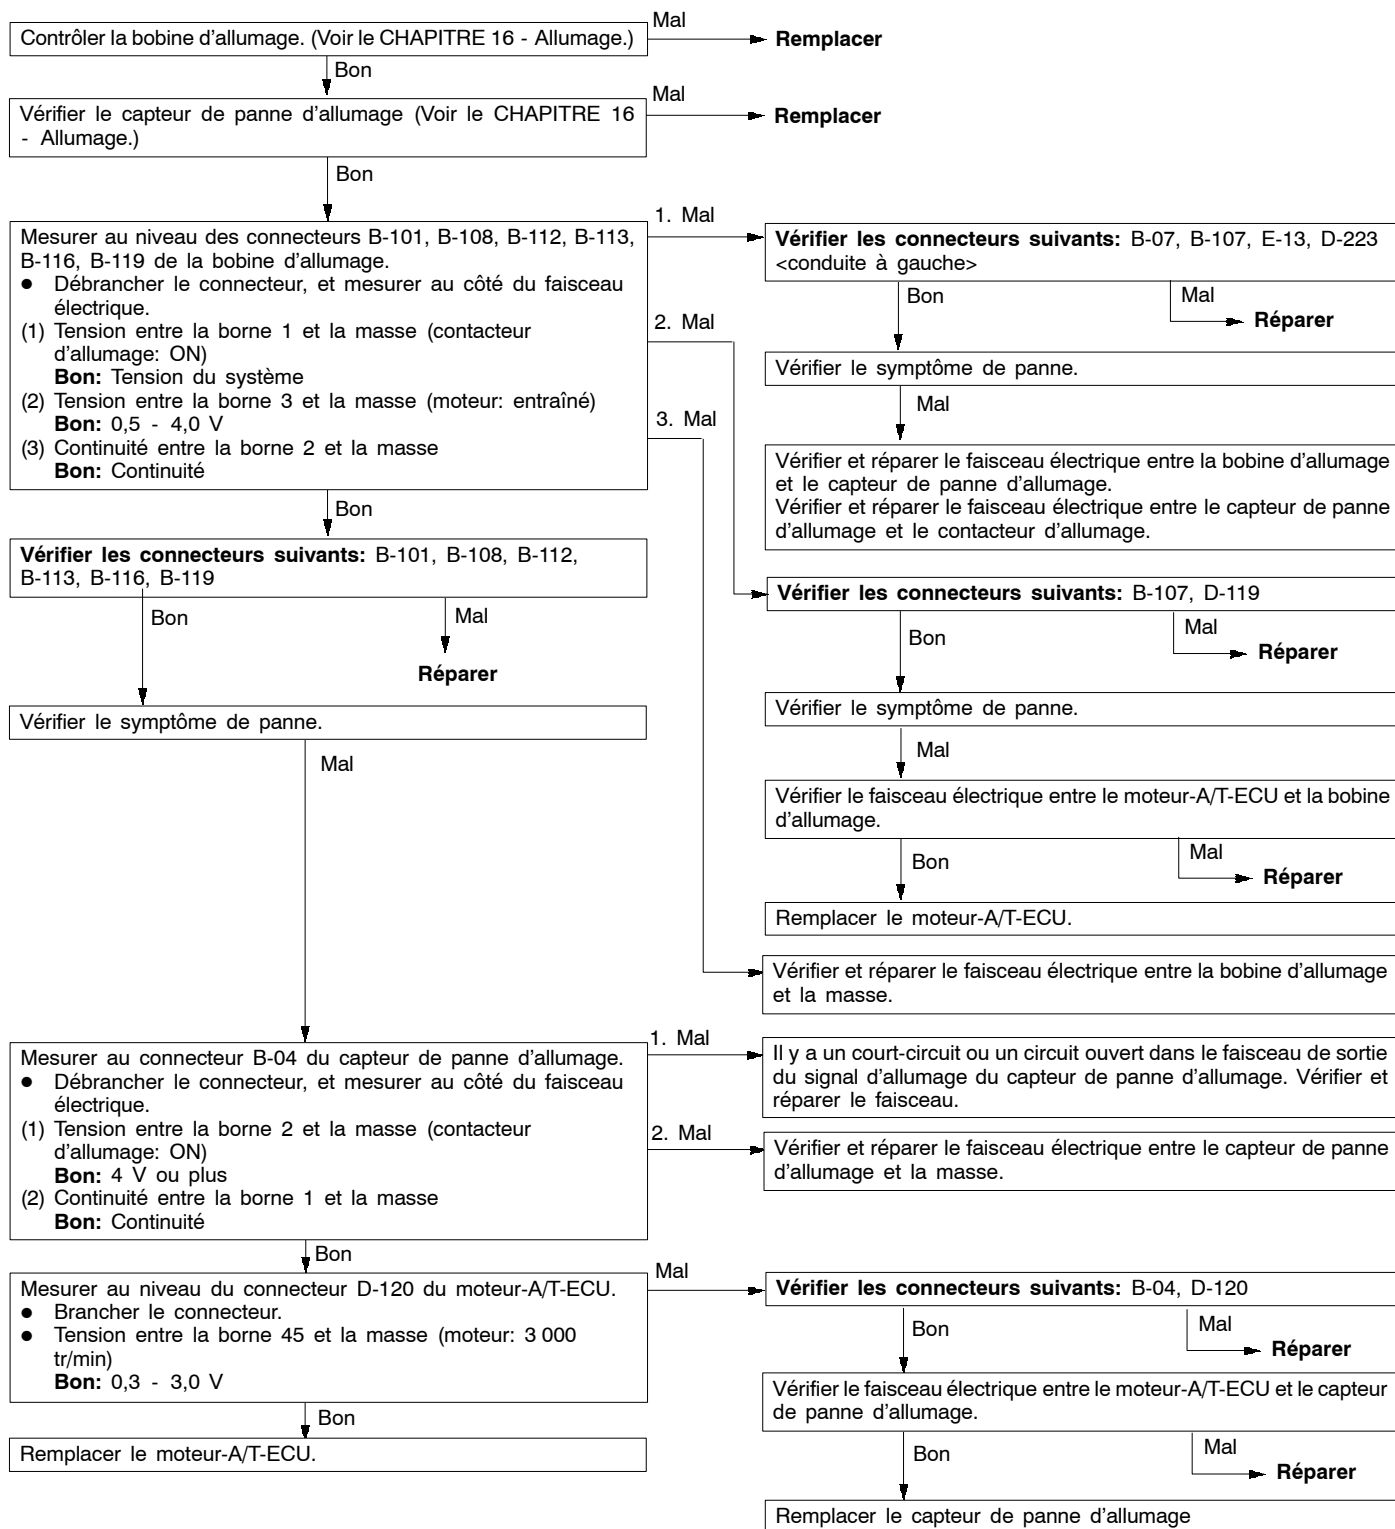 Contrôler la bobine d'allumage. (Voir le CHAPITRE 16 - Allumage.)
Mal
Remplacer
Bon
Vérifier le capteur de panne d'allumage (Voir le CHAPITRE 16
- Allumage.)
Mal
Remplacer
Bon
Mesurer au niveau des connecteurs B-101, B-108, B-112, B-113,
B-116, B-119 de la bobine d'allumage.
● Débrancher le connecteur, et mesurer au côté du faisceau
électrique.
(1) Tension entre la borne 1 et la masse (contacteur
d'allumage: ON)
Bon: Tension du système
(2) Tension entre la borne 3 et la masse (moteur: entraîné)
Bon: 0,5 - 4,0 V
(3) Continuité entre la borne 2 et la masse
Bon: Continuité
1. Mal
2. Mal
3. Mal
Vérifier les connecteurs suivants: B-07, B-107, E-13, D-223
<conduite à gauche>
Bon
Mal
Réparer
Vérifier le symptôme de panne.
Mal
Vérifier et réparer le faisceau électrique entre la bobine d'allumage
et le capteur de panne d'allumage.
Vérifier et réparer le faisceau électrique entre le capteur de panne
d'allumage et le contacteur d'allumage.
Bon
Vérifier les connecteurs suivants: B-101, B-108, B-112,
B-113, B-116, B-119
Bon
Mal
Réparer
Vérifier le symptôme de panne.
Mal
Vérifier les connecteurs suivants: B-107, D-119
Bon
Mal
Réparer
Vérifier le symptôme de panne.
Mal
Vérifier le faisceau électrique entre le moteur-A/T-ECU et la bobine
d'allumage.
Bon
Mal
Réparer
Remplacer le moteur-A/T-ECU.
Vérifier et réparer le faisceau électrique entre la bobine d'allumage
et la masse.
Mesurer au connecteur B-04 du capteur de panne d'allumage.
● Débrancher le connecteur, et mesurer au côté du faisceau
électrique.
(1) Tension entre la borne 2 et la masse (contacteur
d'allumage: ON)
Bon: 4 V ou plus
(2) Continuité entre la borne 1 et la masse
Bon: Continuité
1. Mal
Il y a un court-circuit ou un circuit ouvert dans le faisceau de sortie
du signal d'allumage du capteur de panne d'allumage. Vérifier et
réparer le faisceau.
2. Mal
Vérifier et réparer le faisceau électrique entre le capteur de panne
d'allumage et la masse.
Bon
Mesurer au niveau du connecteur D-120 du moteur-A/T-ECU.
● Brancher le connecteur.
● Tension entre la borne 45 et la masse (moteur: 3 000
tr/min)
Bon: 0,3 - 3,0 V
Mal
Vérifier les connecteurs suivants: B-04, D-120
Bon
Mal
Réparer
Vérifier le faisceau électrique entre le moteur-A/T-ECU et le capteur
de panne d'allumage.
Bon
Remplacer le moteur-A/T-ECU.
Bon
Mal
Réparer
Remplacer le capteur de panne d'allumage